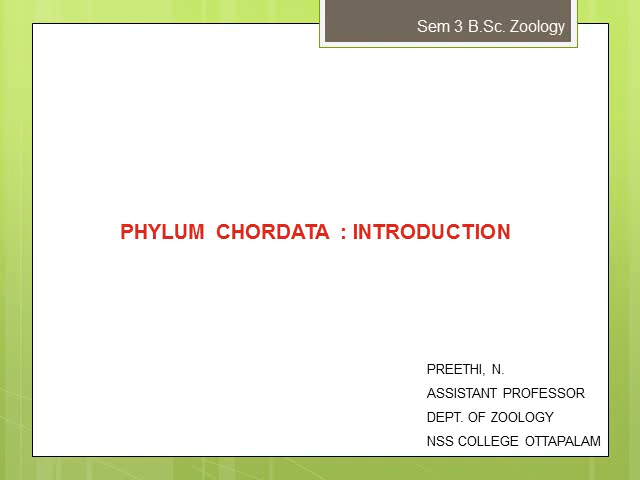 Sem 3 B.Sc. Zoology
PHYLUM CHORDATA : INTRODUCTION
PREETHI, N.
ASSISTANT PROFESSOR
DEPT. OF ZOOLOGY
NSS COLLEGE OTTAPALAM